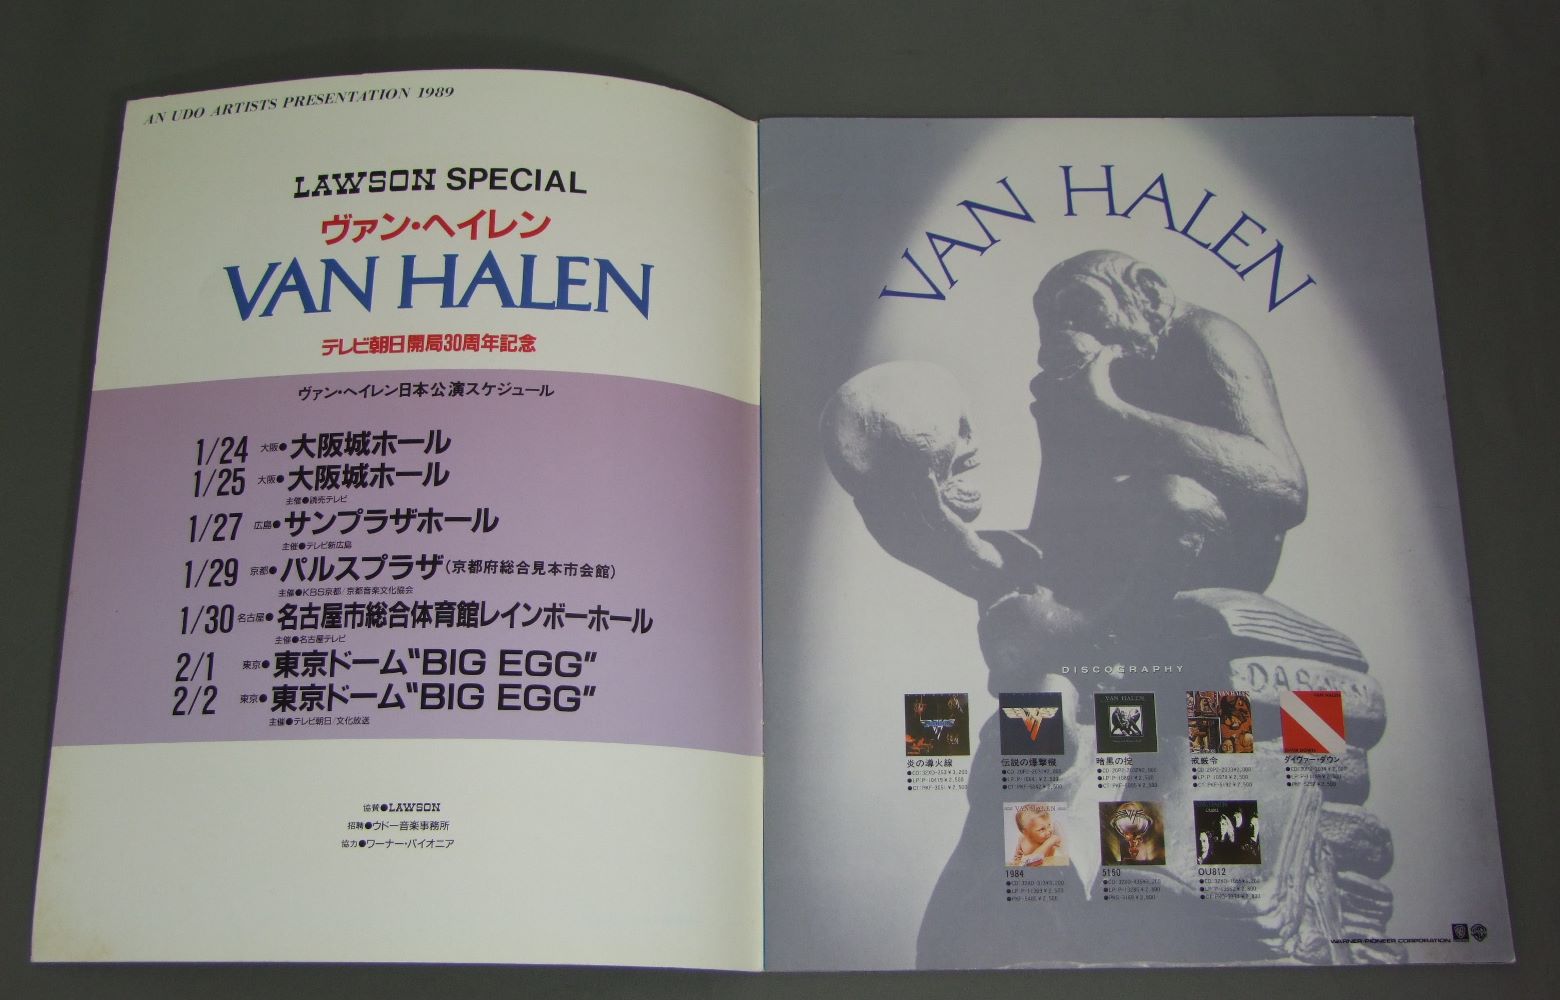 AN UDO ARTISTS PRESENTATION 1989
LAWSON SPECIAL
ヴァン・ヘイレン
VAN HALEN
テレビ朝日開局30周年記念
ヴァン・ヘイレン日本公演スケジュール
1/24 大阪●大阪城ホール
1/25 大阪●大阪城ホール
主催●読売テレビ
1/27 広島●サンプラザホール
主催●テレビ新広島
1/29 京都●パルスプラザ(京都府総合見本市会館)
主催●KBS京都/京都音楽文化協会
1/30 名古屋●名古屋市総合体育館レインボーホール
主催●名古屋テレビ
2/1 東京●東京ドーム“BIG EGG”
2/2 東京●東京ドーム“BIG EGG”
主催●テレビ朝日/文化放送
協賛●LAWSON
招聘●ウドー音楽事務所
協力●ワーナー・パイオニア
VAN HALEN
DISCOGRAPHY
炎の導火線
伝説の爆撃機
暗黒の掟
戒厳令
ダイヴァー・ダウン
1984
5150
OU812
WARNER-PIONEER CORPORATION